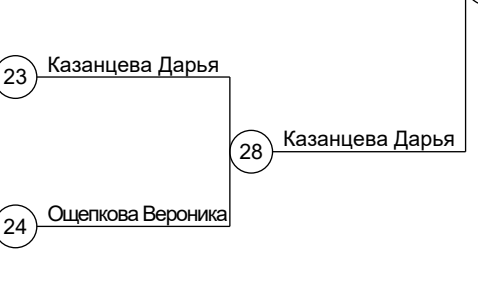 23 Казанцева Дарья
28 Казанцева Дарья
24 Ощепкова Вероника